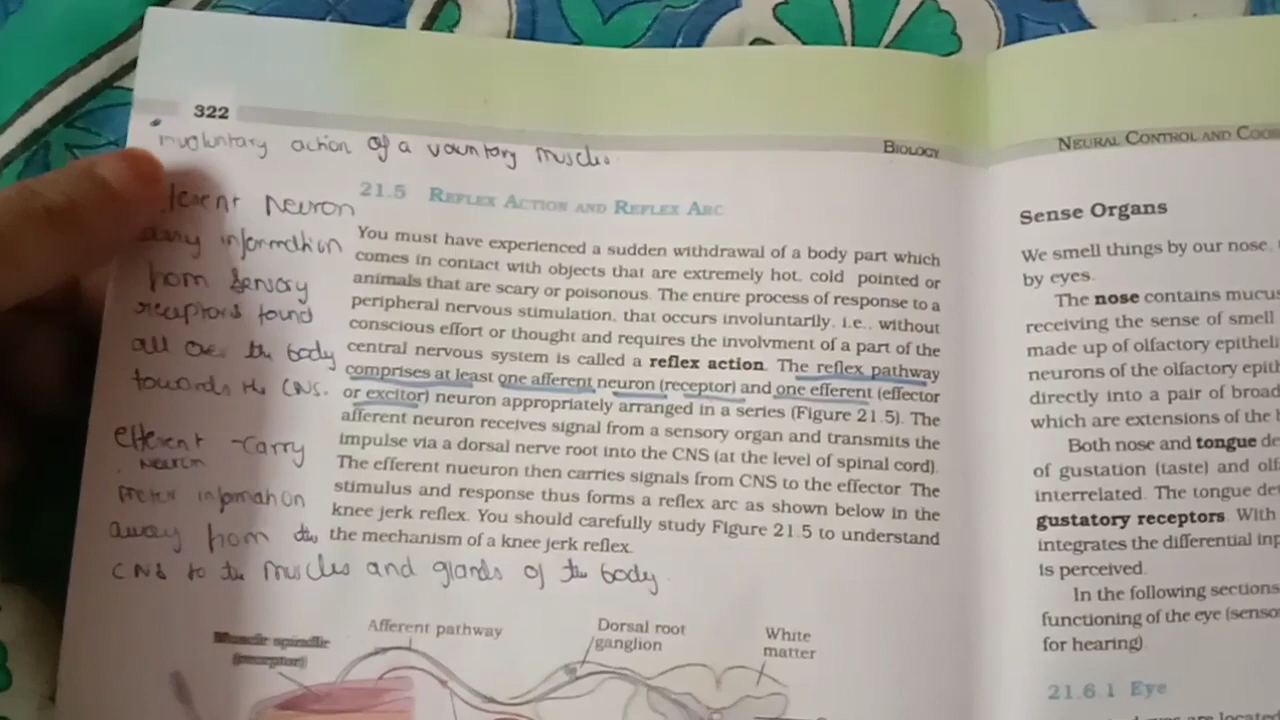 322
involuntary action of a vountary muscles
BIOLOGY
NEURAL CONTROL AND
21.5 REFLEX ACTION AND REFLEX ARC
You must have experienced a sudden withdrawal of a body part which
comes in contact with objects that are extremely hot, cold pointed or
animals that are scary or poisonous. The entire process of response to a
peripheral nervous stimulation, that occurs involuntarily, i.e., without
conscious effort or thought and requires the involvment of a part of the
central nervous system is called a reflex action. The reflex pathway
comprises at least one afferent neuron (receptor) and one efferent (effector
or excitor) neuron appropriately arranged in a series (Figure 21.5). The
afferent neuron receives signal from a sensory organ and transmits the
impulse via a dorsal nerve root into the CNS (at the level of spinal cord).
The efferent nueuron then carries signals from CNS to the effector. The
stimulus and response thus forms a reflex arc as shown below in the
knee jerk reflex. You should carefully study Figure 21.5 to understand
the mechanism of a knee jerk reflex.
Neuron
information
from sensory
receptors found
all over the body
towards the CNS.
efferent - carry
neuron
information
away from the
CNS to the muscles and glands of the body
Afferent pathway
Dorsal root
ganglion
White
matter
Muscle spindle
(receptor)
Sense Organs
We smell things by our nose,
by eyes.
The nose contains
receiving the sense of smell
made up of olfactory
neurons of the olfactory
directly into a pair of broad
which are extensions of the
Both nose and tongue
of gustation (taste) and
interrelated. The tongue
gustatory receptors. With
integrates the differential
is perceived.
In the following sections
functioning of the eye
for hearing)
21.6.1 Eye